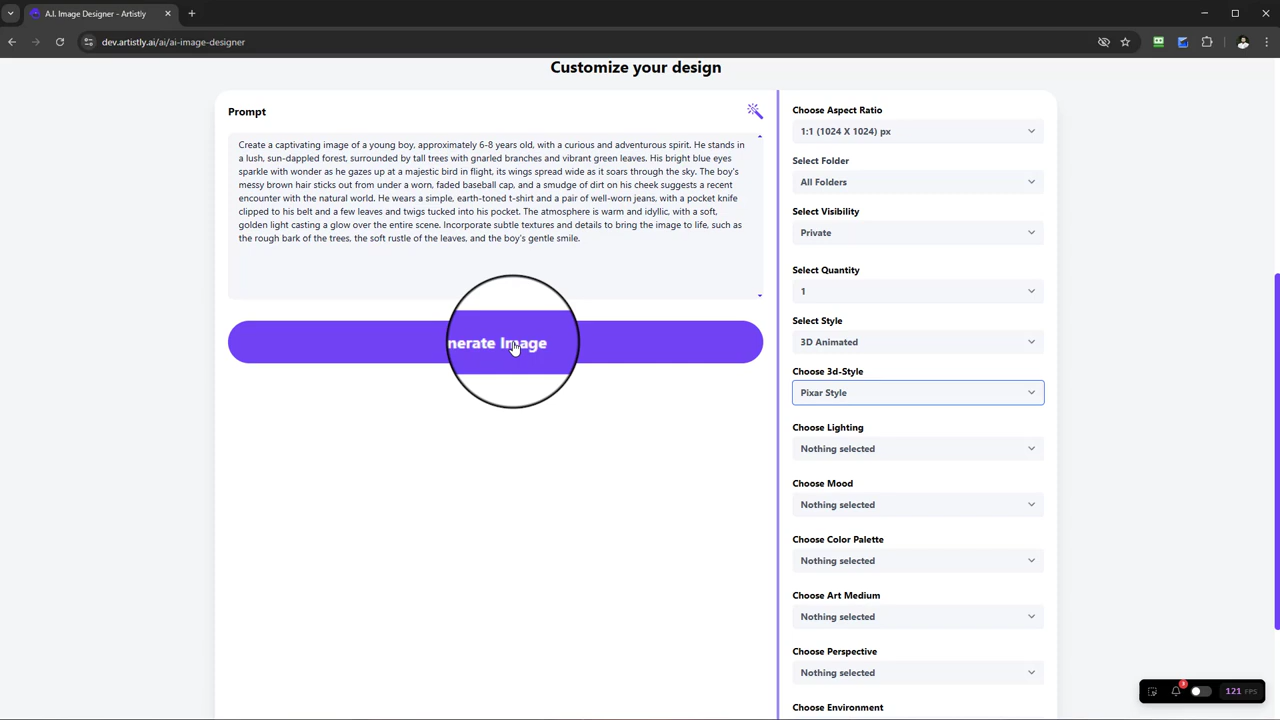 A.I. Image Designer - Artistly
dev.artistly.ai/ai/ai-image-designer
Customize your design
Prompt
Create a captivating image of a young boy, approximately 6-8 years old, with a curious and adventurous spirit. He stands in
a lush, sun-dappled forest, surrounded by tall trees with gnarled branches and vibrant green leaves. His bright blue eyes
sparkle with wonder as he gazes up at a majestic bird in flight, its wings spread wide as it soars through the sky. The boy's
messy brown hair sticks out from under a worn, faded baseball cap, and a smudge of dirt on his cheek suggests a recent
encounter with the natural world. He wears a simple, earth-toned t-shirt and a pair of well-worn jeans, with a pocket knife
clipped to his belt and a few leaves and twigs tucked into his pocket. The atmosphere is warm and idyllic, with a soft,
golden light casting a glow over the entire scene. Incorporate subtle textures and details to bring the image to life, such as
the rough bark of the trees, the soft rustle of the leaves, and the boy's gentle smile.
nerate Image
Choose Aspect Ratio
1:1 (1024 X 1024) px
Select Folder
All Folders
Select Visibility
Private
Select Quantity
1
Select Style
3D Animated
Choose 3d-Style
Pixar Style
Choose Lighting
Nothing selected
Choose Mood
Nothing selected
Choose Color Palette
Nothing selected
Choose Art Medium
Nothing selected
Choose Perspective
Nothing selected
Choose Environment
121 FPS